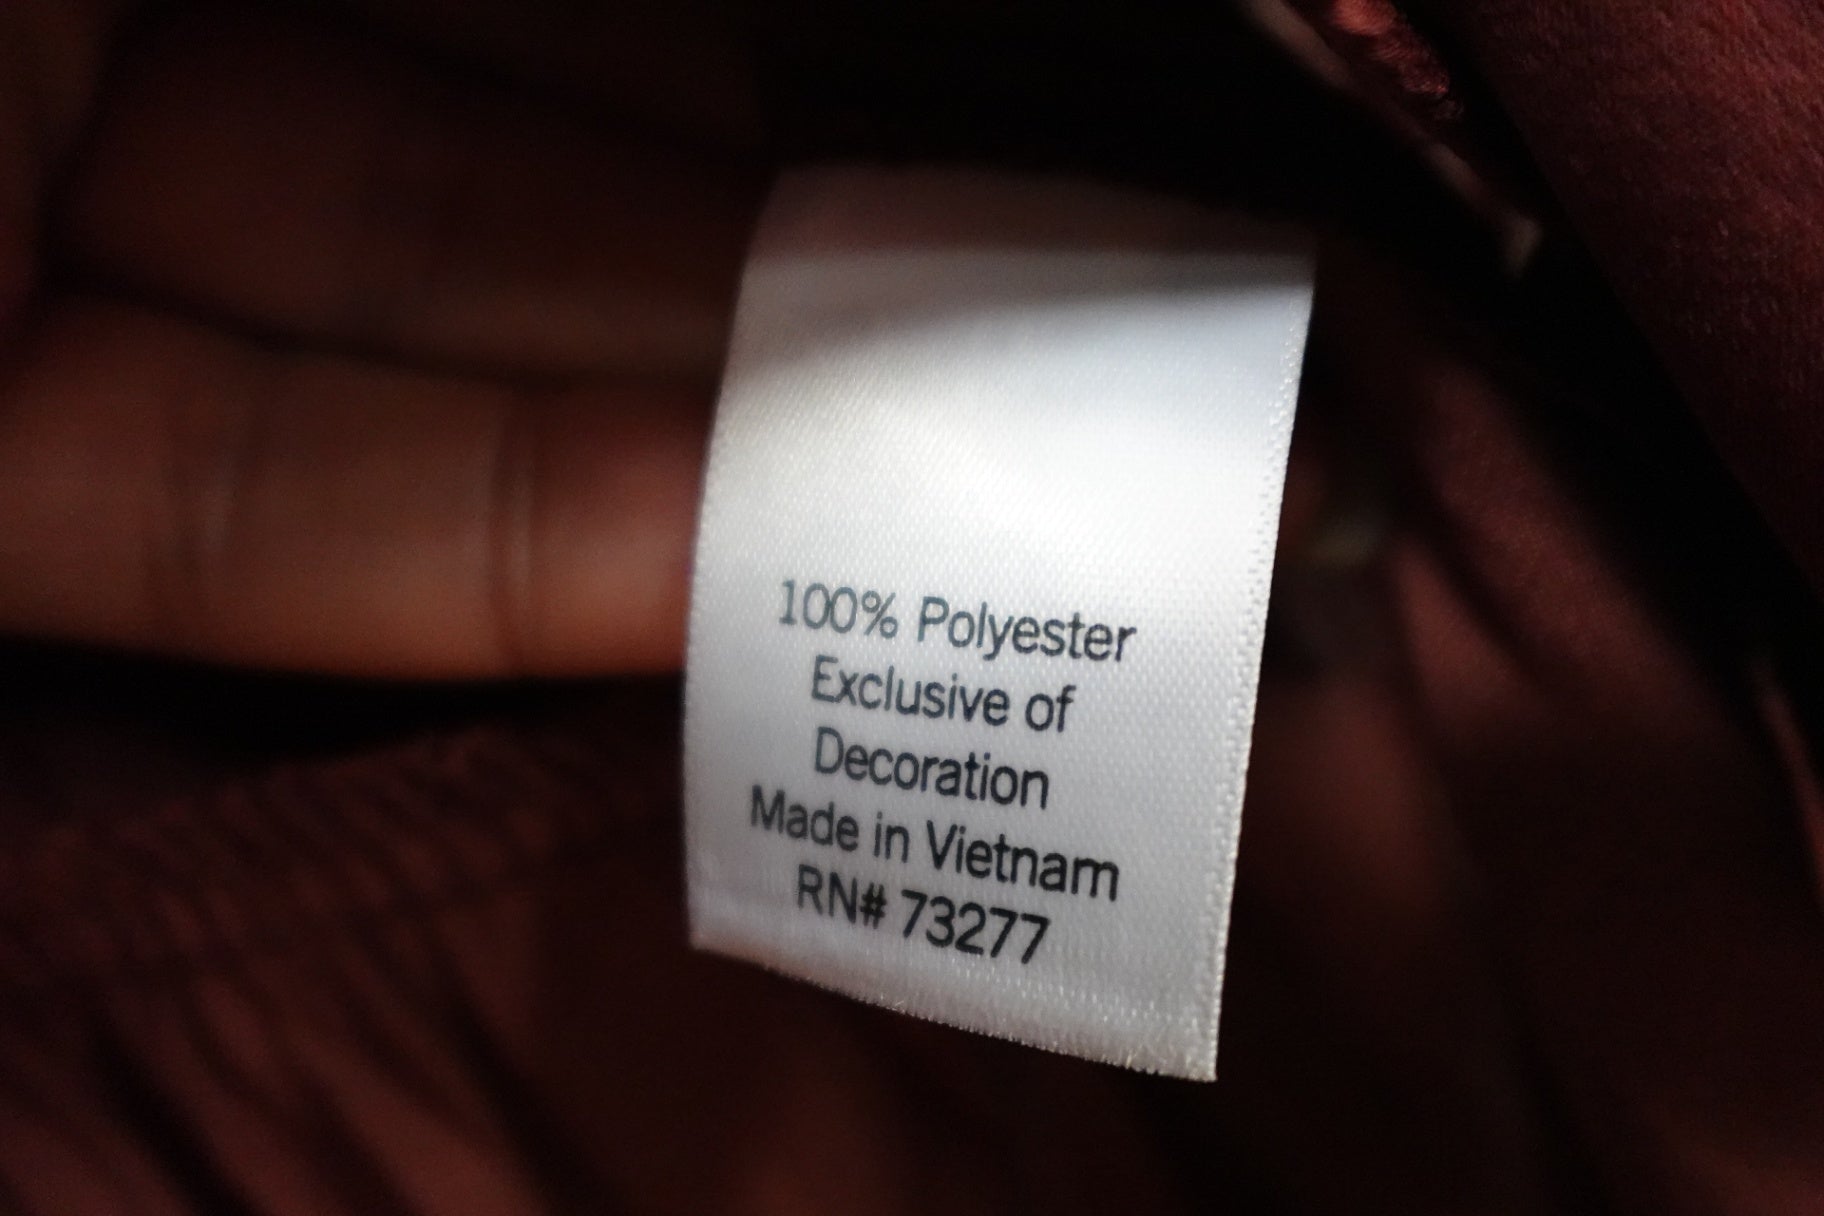 100% Polyester
Exclusive of
Decoration
Made in Vietnam
RN# 73277